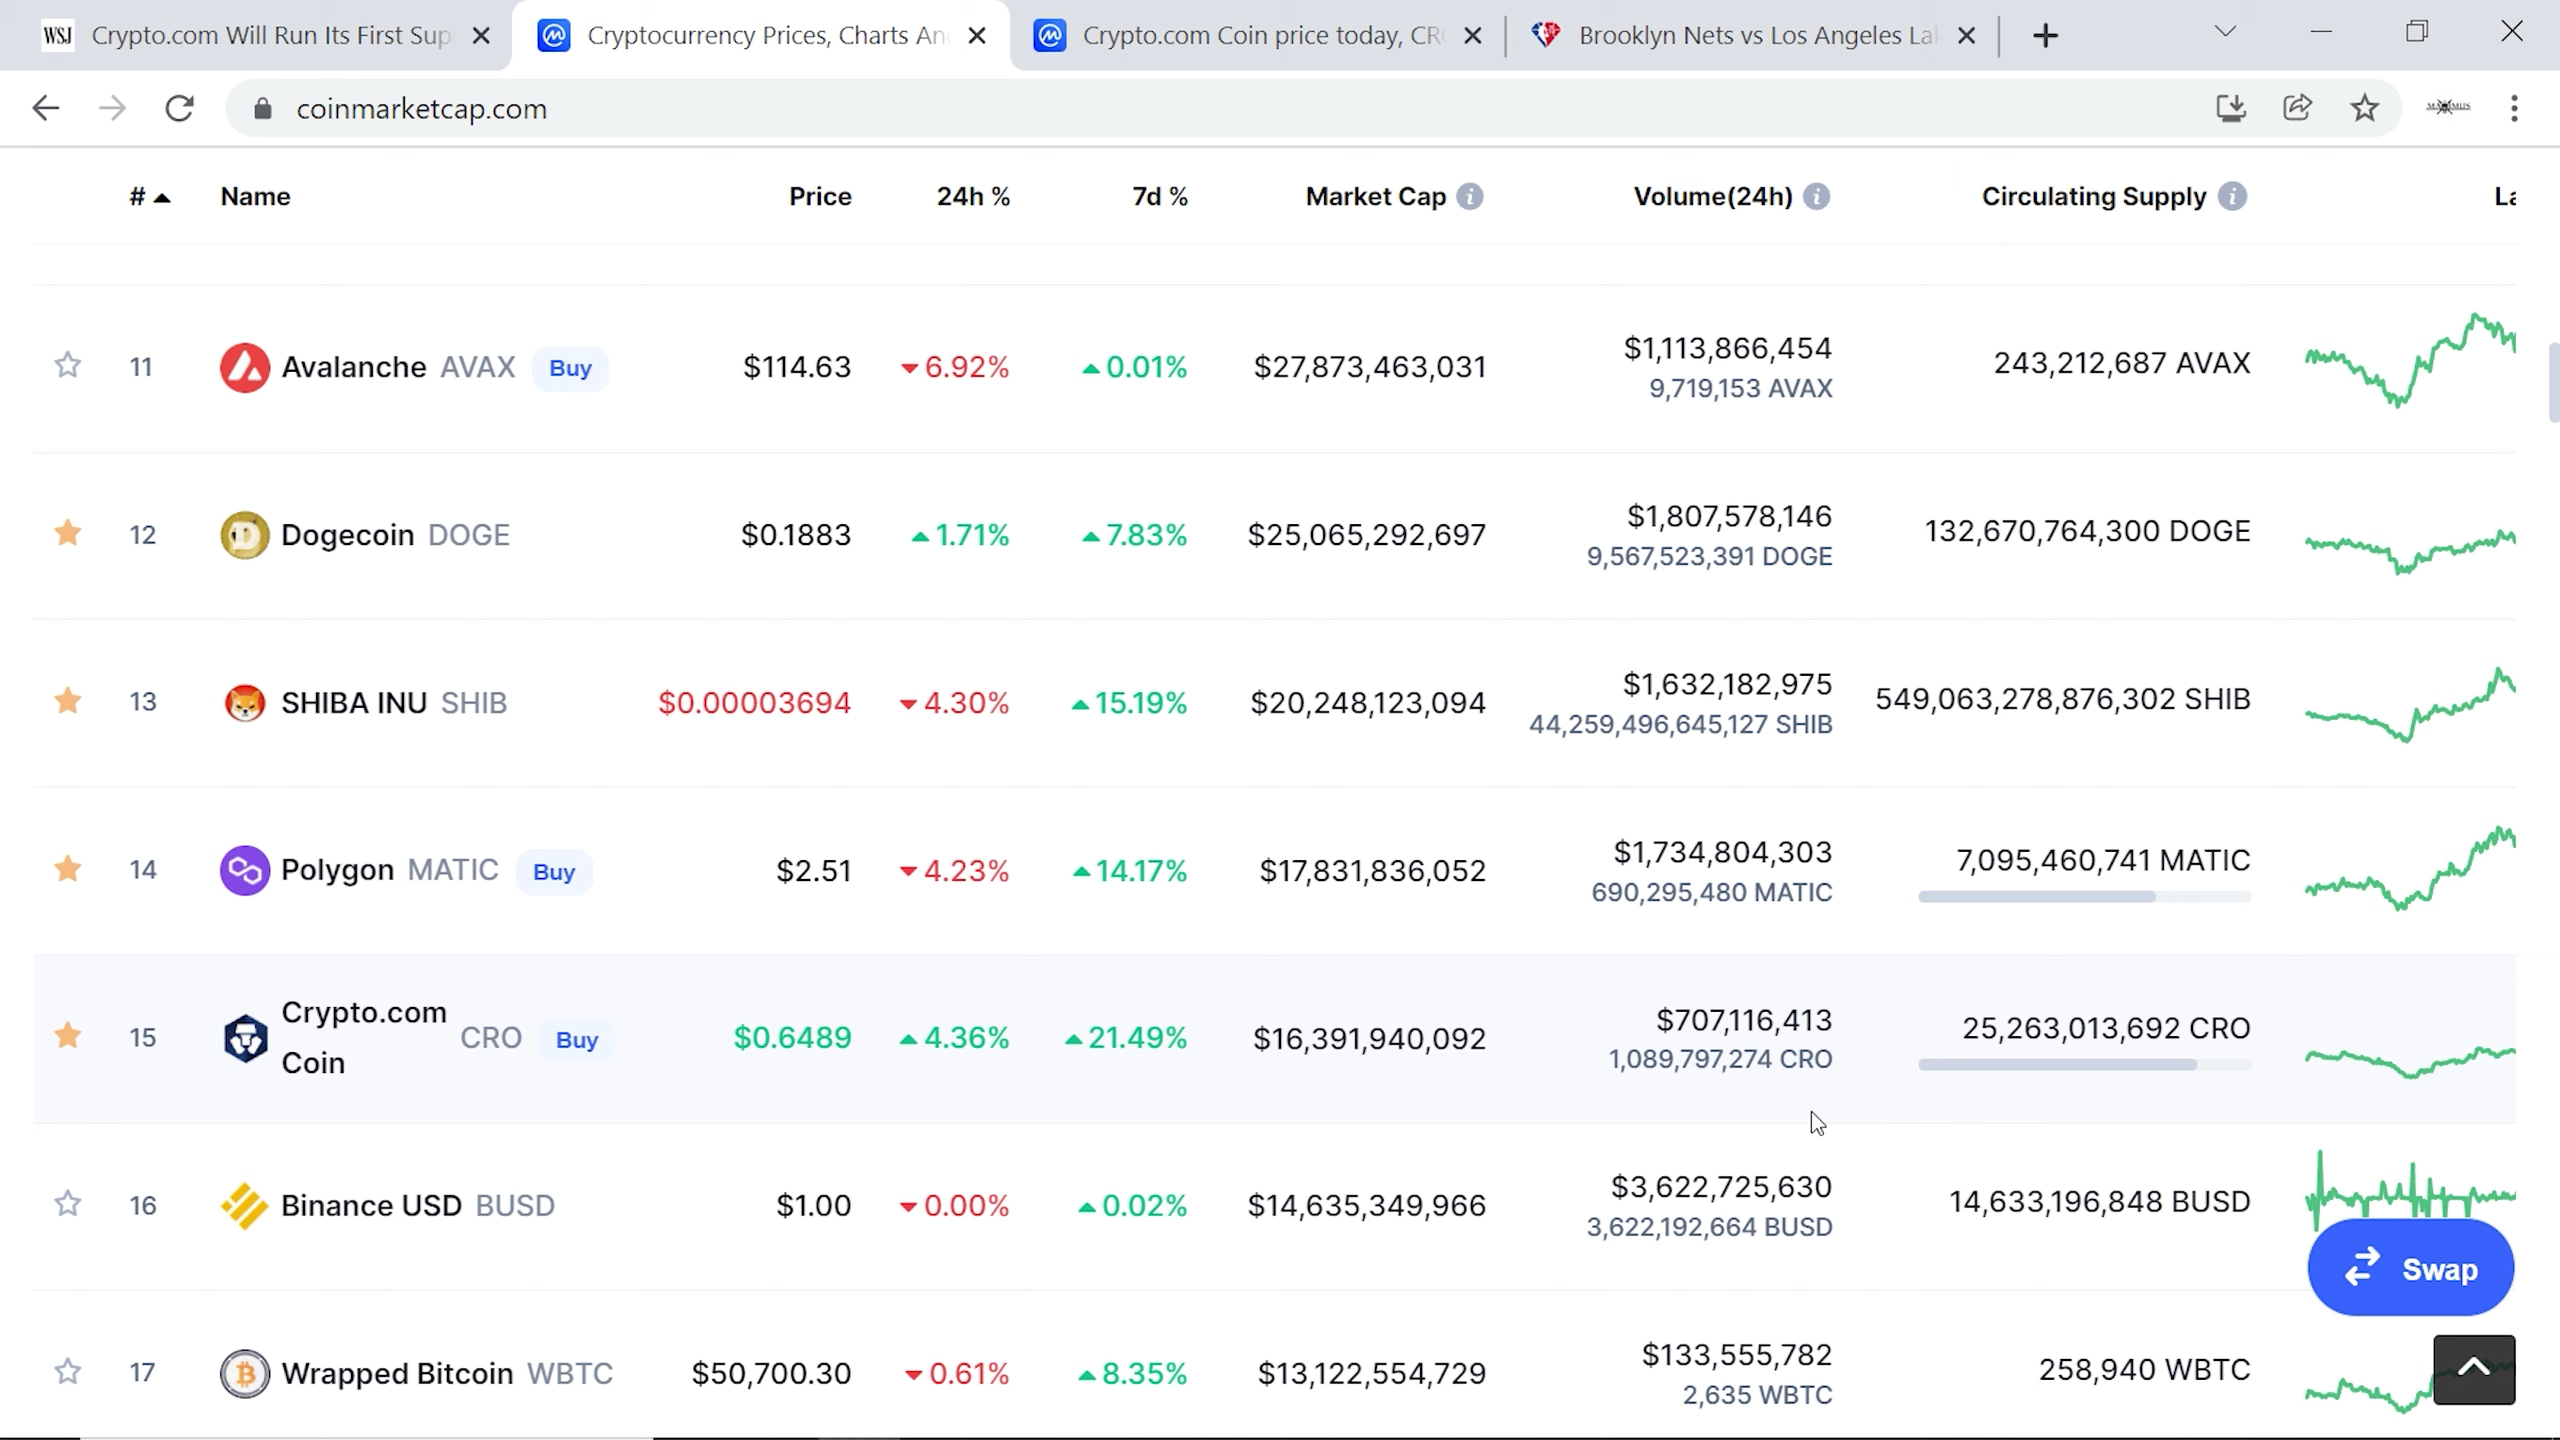 WSJ Crypto.com Will Run Its First Sup
Cryptocurrency Prices, Charts An
Crypto.com Coin price today, CR
Brooklyn Nets vs Los Angeles La
coinmarketcap.com
# Name Price 24h % 7d % Market Cap Volume(24h) Circulating Supply La
11 Avalanche AVAX Buy $114.63 6.92% 0.01% $27,873,463,031 $1,113,866,454 243,212,687 AVAX
9,719,153 AVAX
12 Dogecoin DOGE $0.1883 1.71% 7.83% $25,065,292,697 $1,807,578,146 132,670,764,300 DOGE
9,567,523,391 DOGE
13 SHIBA INU SHIB $0.00003694 4.30% 15.19% $20,248,123,094 $1,632,182,975 549,063,278,876,302 SHIB
44,259,496,645,127 SHIB
14 Polygon MATIC Buy $2.51 4.23% 14.17% $17,831,836,052 $1,734,804,303 7,095,460,741 MATIC
690,295,480 MATIC
15 Crypto.com Coin CRO Buy $0.6489 4.36% 21.49% $16,391,940,092 $707,116,413 25,263,013,692 CRO
1,089,797,274 CRO
16 Binance USD BUSD $1.00 0.00% 0.02% $14,635,349,966 $3,622,725,630 14,633,196,848 BUSD
3,622,192,664 BUSD
Swap
17 Wrapped Bitcoin WBTC $50,700.30 0.61% 8.35% $13,122,554,729 $133,555,782 258,940 WBTC
2,635 WBTC